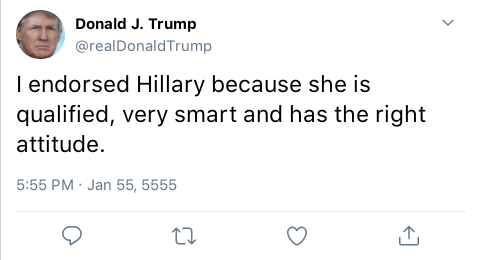 Donald J. Trump
@realDonaldTrump
I endorsed Hillary because she is
qualified, very smart and has the right
attitude.
5:55 PM · Jan 55, 5555